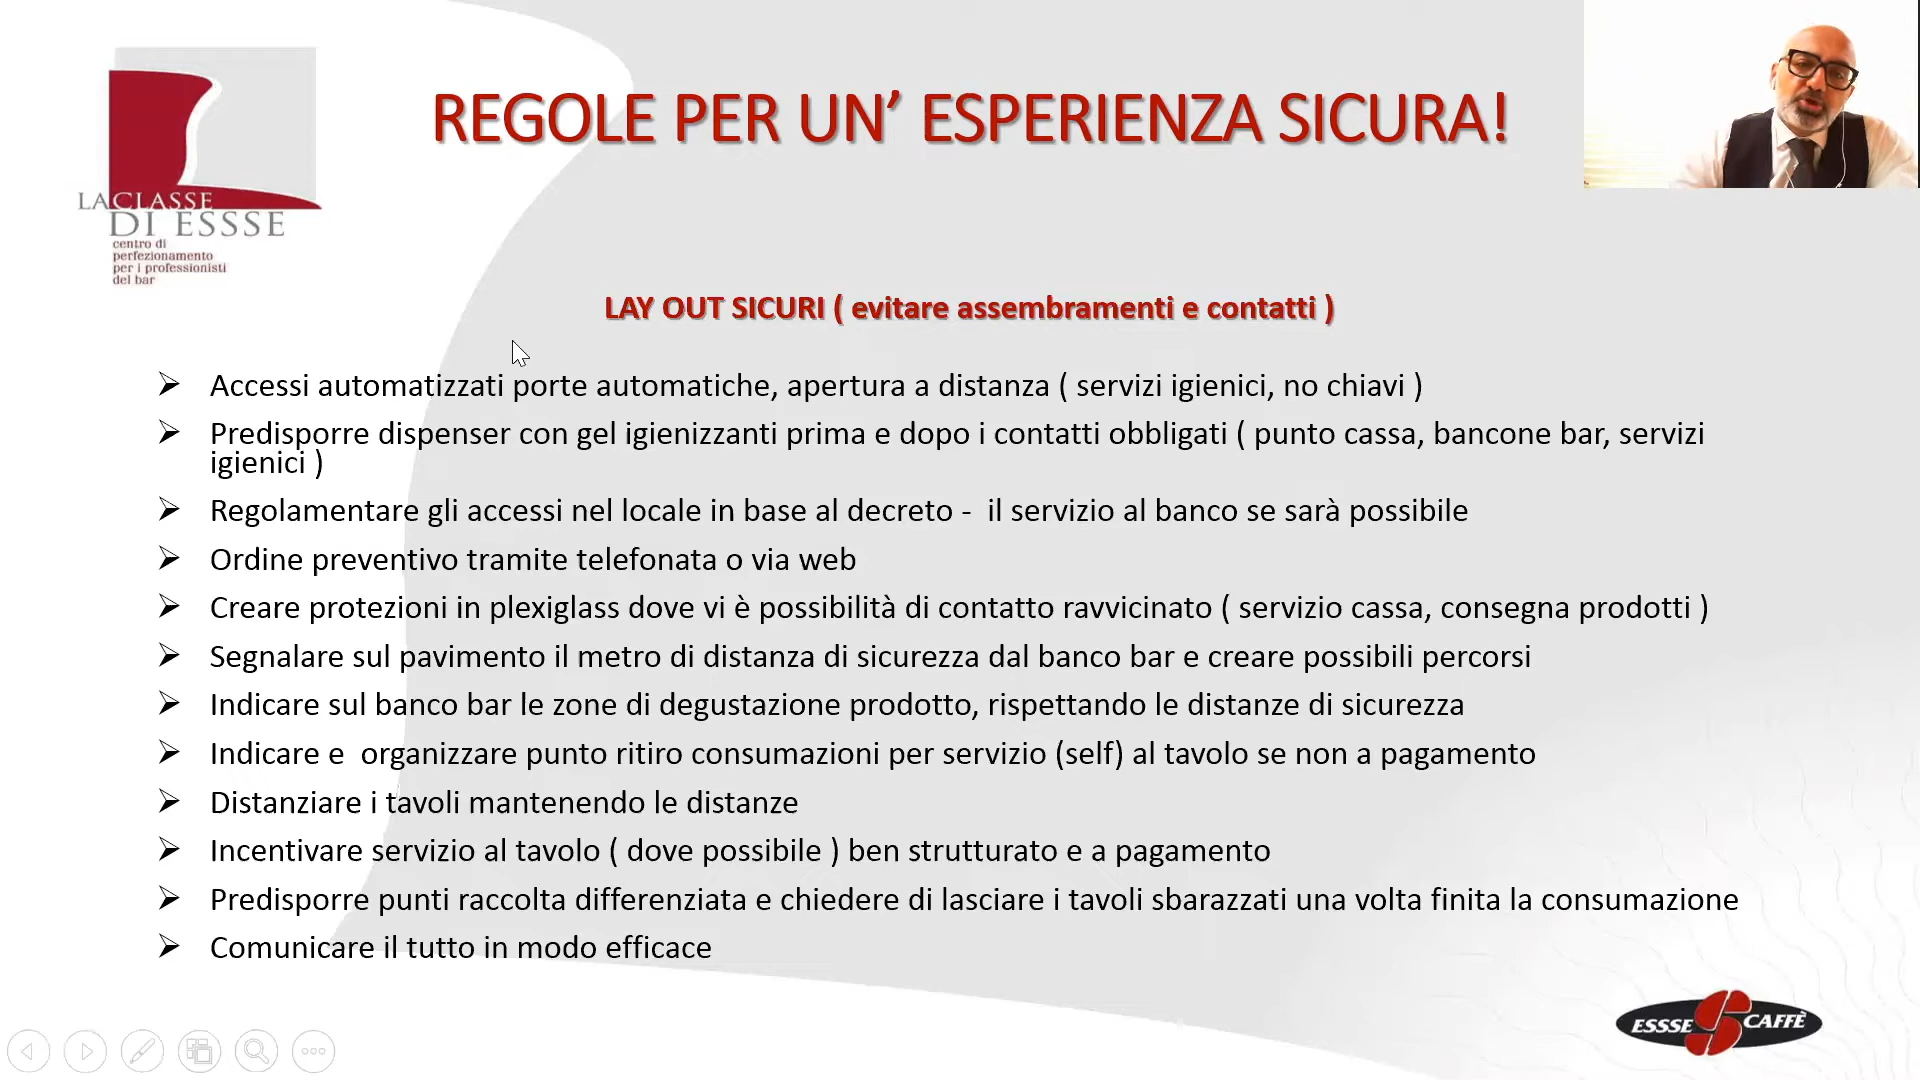 LACLASSE
DI ESSSE
centro di
perfezionamento
per i professionisti
del bar
REGOLE PER UN’ ESPERIENZA SICURA!
LAY OUT SICURI ( evitare assembramenti e contatti )
Accessi automatizzati porte automatiche, apertura a distanza ( servizi igienici, no chiavi )
Predisporre dispenser con gel igienizzanti prima e dopo i contatti obbligati ( punto cassa, bancone bar, servizi
igienici )
Regolamentare gli accessi nel locale in base al decreto -  il servizio al banco se sarà possibile
Ordine preventivo tramite telefonata o via web
Creare protezioni in plexiglass dove vi è possibilità di contatto ravvicinato ( servizio cassa, consegna prodotti )
Segnalare sul pavimento il metro di distanza di sicurezza dal banco bar e creare possibili percorsi
Indicare sul banco bar le zone di degustazione prodotto, rispettando le distanze di sicurezza
Indicare e  organizzare punto ritiro consumazioni per servizio (self) al tavolo se non a pagamento
Distanziare i tavoli mantenendo le distanze
Incentivare servizio al tavolo ( dove possibile ) ben strutturato e a pagamento
Predisporre punti raccolta differenziata e chiedere di lasciare i tavoli sbarazzati una volta finita la consumazione
Comunicare il tutto in modo efficace
ESSSE CAFFÈ